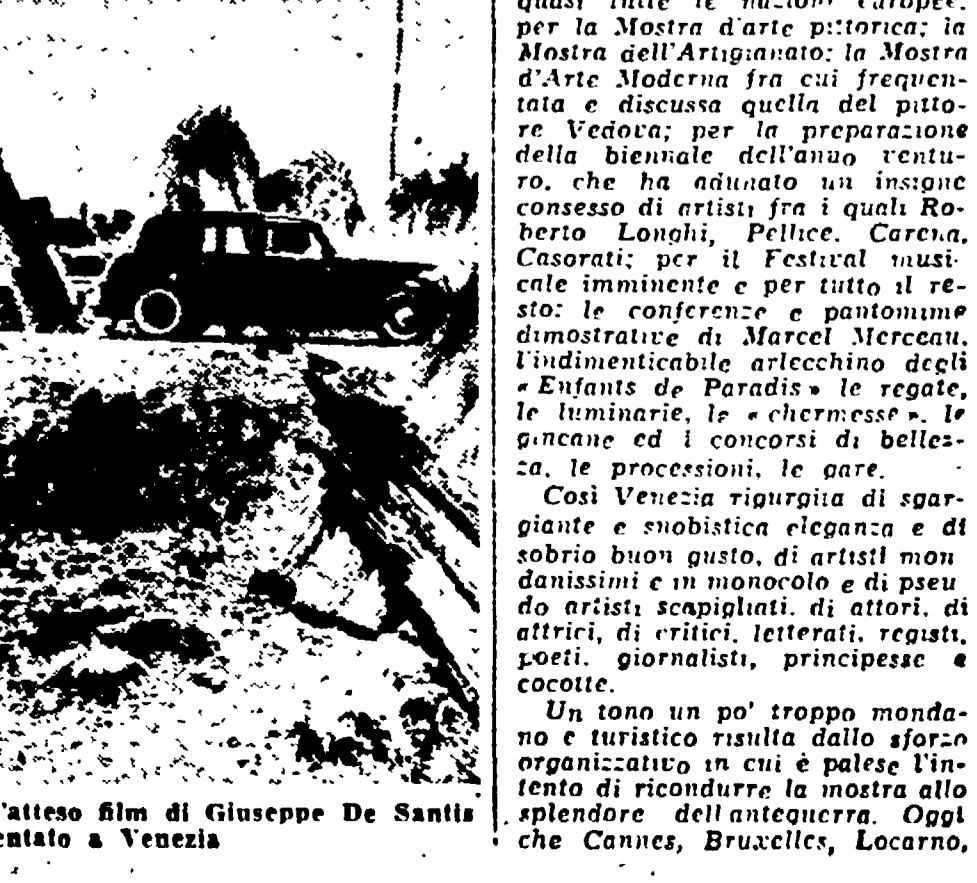 'atteso film di Giuseppe De Santis
entato a Venezia
quasi tutte le nazioni europee.
per la Mostra d'arte pittorica; la
Mostra dell'Artigianato; la Mostra
d'Arte Moderna fra cui frequen-
tata e discussa quella del pitto-
re Vedova; per la preparazione
della biennale dell'anno ventu-
ro, che ha adunato un insigne
consesso di artisti fra i quali Ro-
berto Longhi, Pellice, Carena,
Casorati; per il Festival musi-
cale imminente e per tutto il re-
sto: le conferenze e pantomime
dimostrative di Marcel Merceau,
l'indimenticabile arlecchino degli
« Enfants de Paradis » le regate,
le luminarie, le « chermesse », le
gincane ed i concorsi di bellez-
za, le processioni, le gare.
Così Venezia rigurgita di sgar-
giante e snobistica eleganza e di
sobrio buon gusto, di artisti mon
danissimi e in monocolo e di pseu
do artisti scapigliati, di attori, di
attrici, di critici, letterati, registi,
poeti, giornalisti, principesse e
cocotte.
Un tono un po' troppo monda-
no e turistico risulta dallo sforzo
organizzativo in cui è palese l'in-
tento di ricondurre la mostra allo
splendore dell'anteguerra. Oggi
che Cannes, Bruxelles, Locarno,